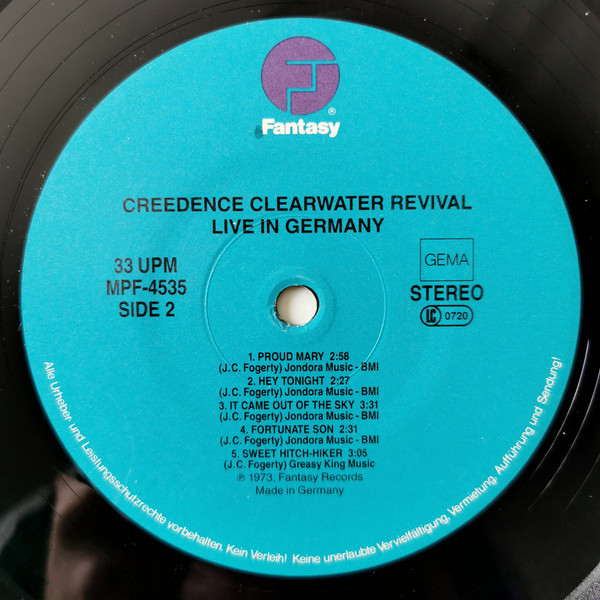 ®
Fantasy
CREEDENCE CLEARWATER REVIVAL
LIVE IN GERMANY
33 UPM
MPF-4535
SIDE 2
GEMA
STEREO
LC 0720
1. PROUD MARY 2:58
(J.C. Fogerty) Jondora Music - BMI
2. HEY TONIGHT 2:27
(J.C. Fogerty) Jondora Music - BMI
3. IT CAME OUT OF THE SKY 3:31
(J.C. Fogerty) Jondora Music - BMI
4. FORTUNATE SON 2:31
(J.C. Fogerty) Jondora Music - BMI
5. SWEET HITCH-HIKER 3:05
(J.C. Fogerty) Greasy King Music
℗ 1973, Fantasy Records
Made in Germany
Alle Urheber und Leistungsschutzrechte vorbehalten. Kein Verleih! Keine unerlaubte Vervielfältigung, Vermietung, Aufführung und Sendung!